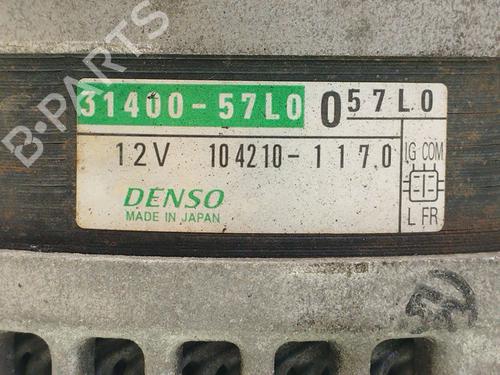 B-PARTS
31400-57L0 0 57L0
12V 104210-1170
IG COM
DENSO
MADE IN JAPAN
L FR